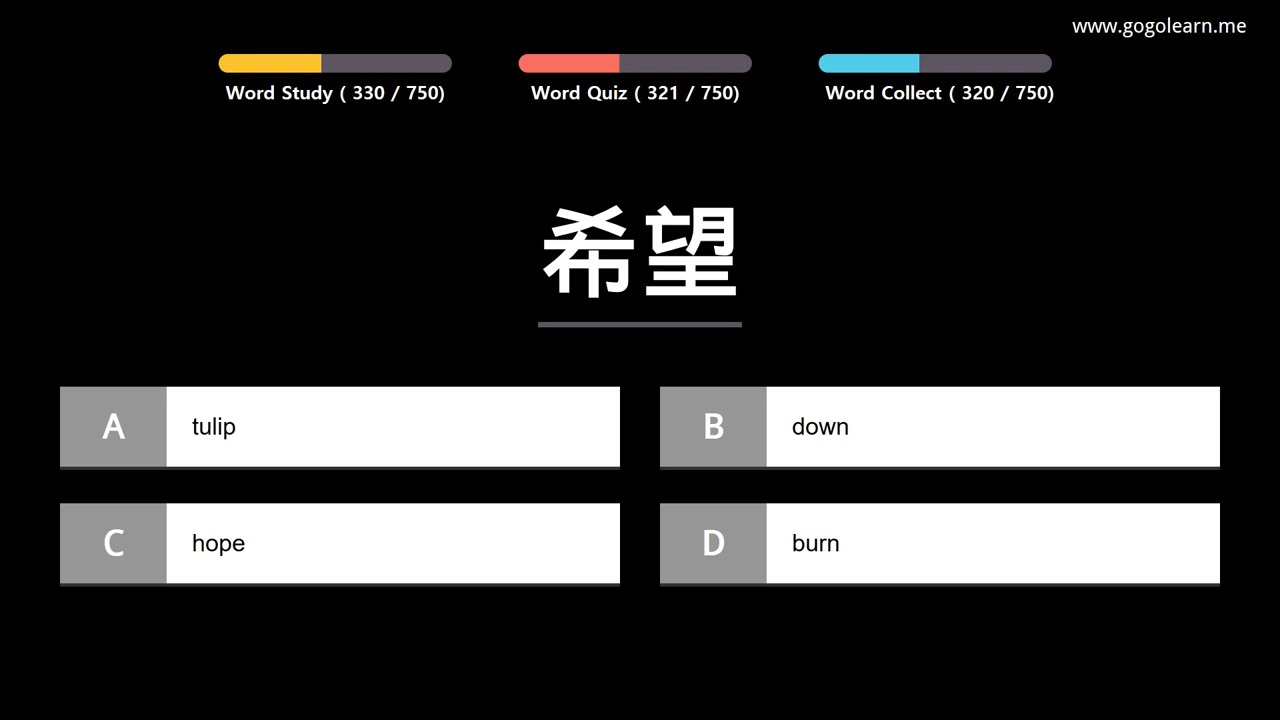 www.gogolearn.me
Word Study ( 330 / 750)
Word Quiz ( 321 / 750)
Word Collect ( 320 / 750)
希望
A tulip
B down
C hope
D burn